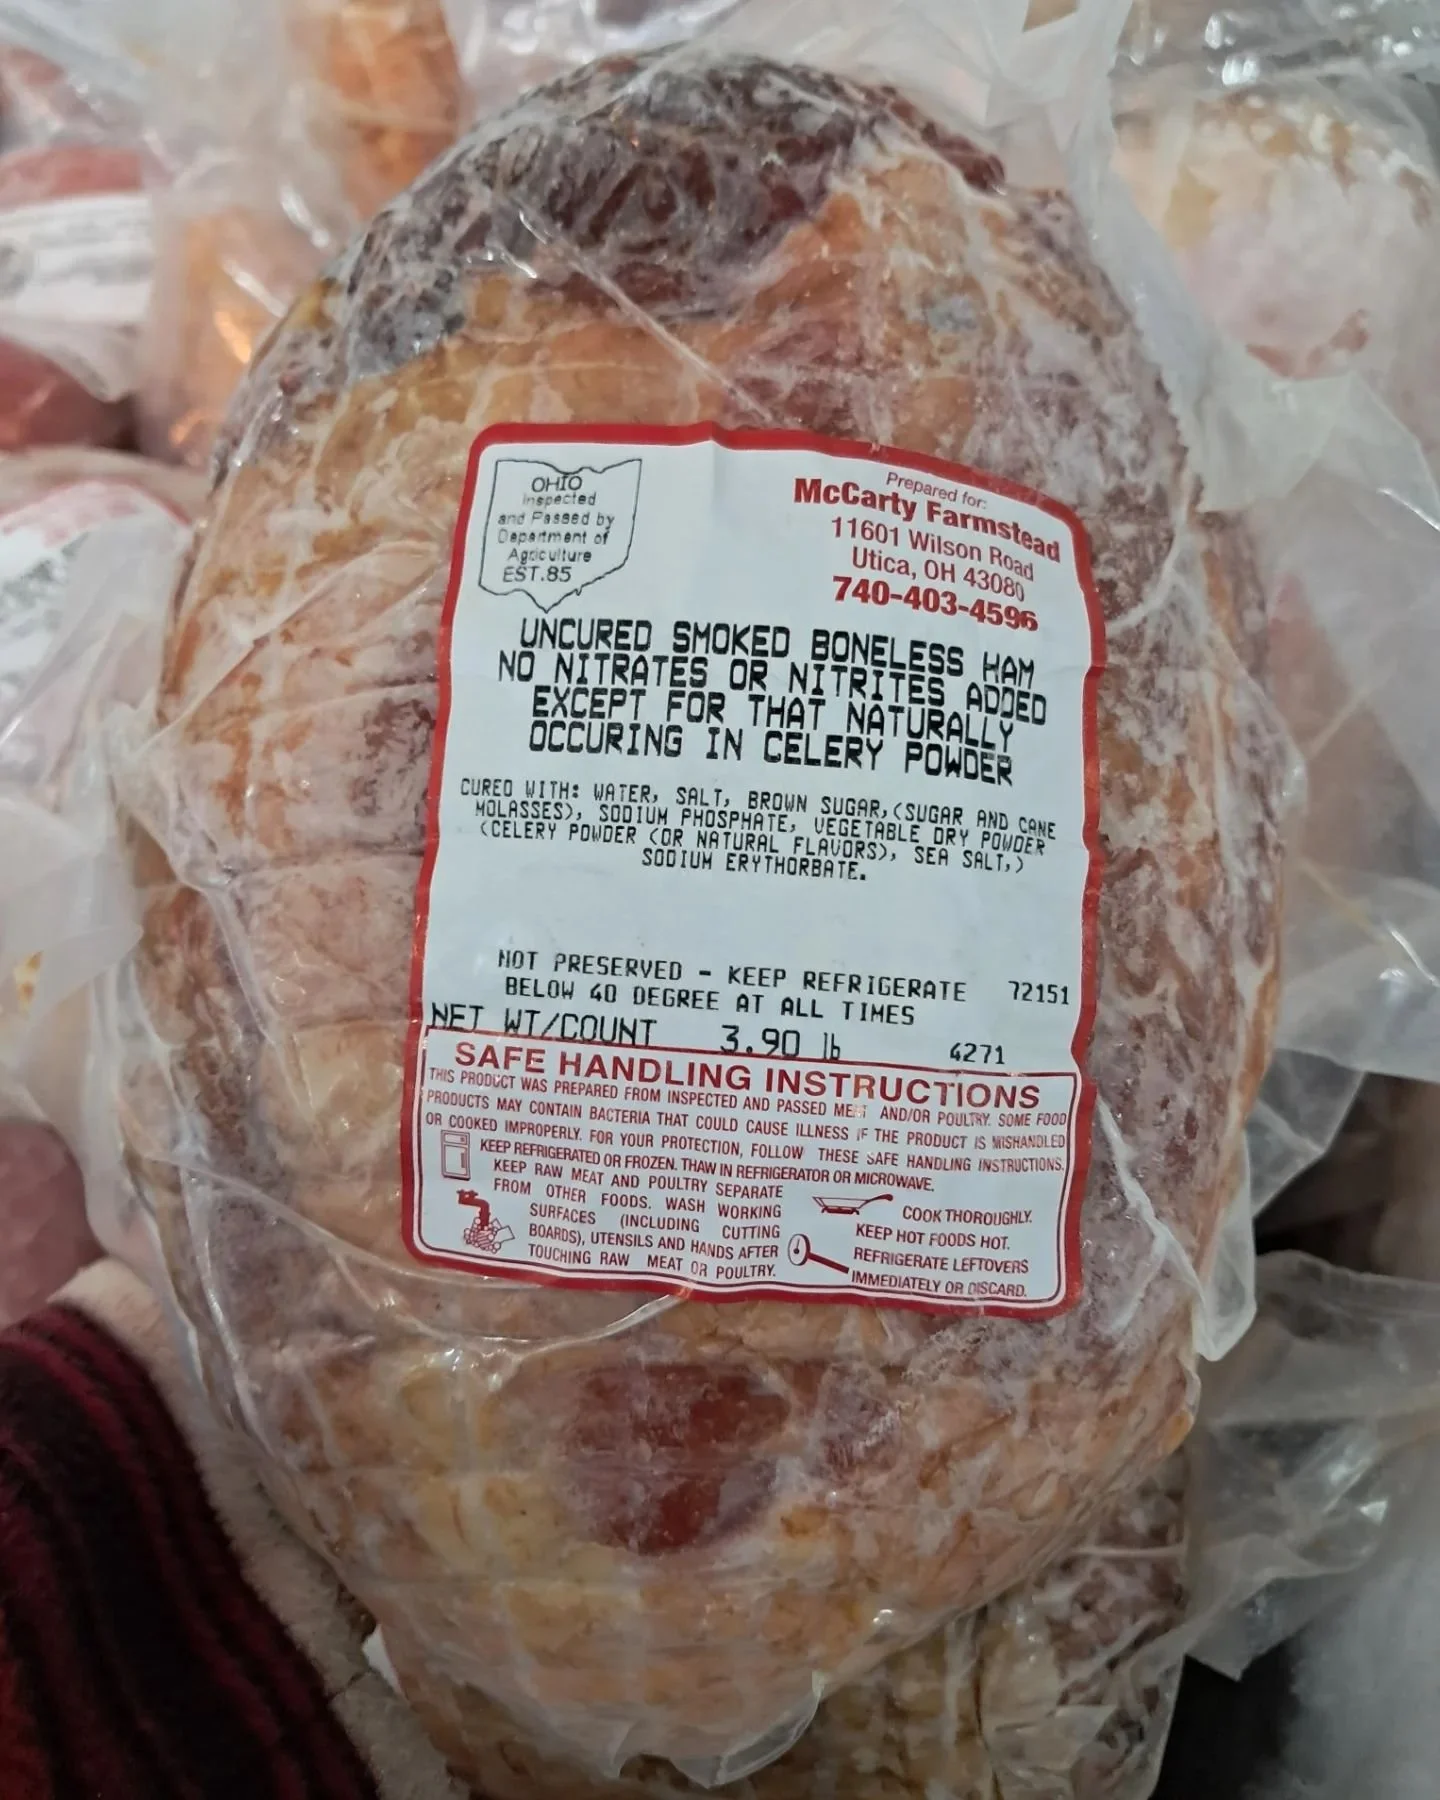 OHIO
Inspected
and Passed by
Department of
Agriculture
EST.85
Prepared for:
McCarty Farmstead
11601 Wilson Road
Utica, OH 43080
740-403-4596
UNCURED SMOKED BONELESS HAM
NO NITRATES OR NITRITES ADDED
EXCEPT FOR THAT NATURALLY
OCCURING IN CELERY POWDER
CURED WITH: WATER, SALT, BROWN SUGAR,(SUGAR AND CANE
MOLASSES), SODIUM PHOSPHATE, VEGETABLE DRY POWDER
(CELERY POWDER (OR NATURAL FLAVORS), SEA SALT,)
SODIUM ERYTHORBATE.
NOT PRESERVED - KEEP REFRIGERATE 72151
BELOW 40 DEGREE AT ALL TIMES
NET WT/COUNT 3.90 lb 4271
SAFE HANDLING INSTRUCTIONS
THIS PRODUCT WAS PREPARED FROM INSPECTED AND PASSED MEAT AND/OR POULTRY. SOME FOOD
PRODUCTS MAY CONTAIN BACTERIA THAT COULD CAUSE ILLNESS IF THE PRODUCT IS MISHANDLED
OR COOKED IMPROPERLY. FOR YOUR PROTECTION, FOLLOW THESE SAFE HANDLING INSTRUCTIONS.
KEEP REFRIGERATED OR FROZEN. THAW IN REFRIGERATOR OR MICROWAVE.
KEEP RAW MEAT AND POULTRY SEPARATE
FROM OTHER FOODS. WASH WORKING
SURFACES (INCLUDING CUTTING
BOARDS), UTENSILS AND HANDS AFTER
TOUCHING RAW MEAT OR POULTRY.
COOK THOROUGHLY.
KEEP HOT FOODS HOT.
REFRIGERATE LEFTOVERS
IMMEDIATELY OR DISCARD.